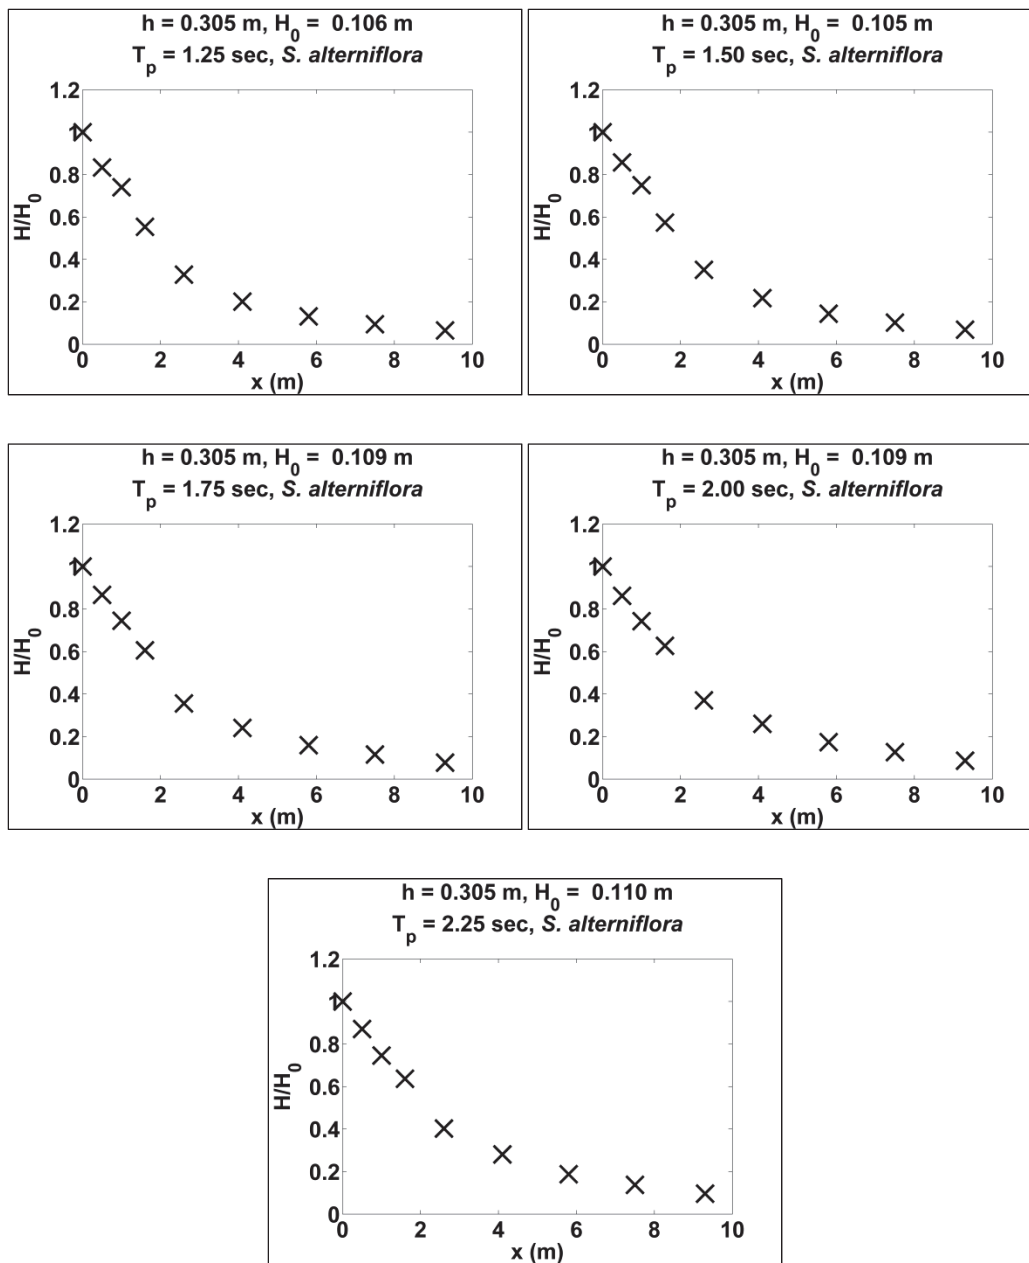 h = 0.305 m, H0 = 0.106 m
Tp = 1.25 sec, S. alterniflora
1.2
1
0.8
0.6
0.4
0.2
0
H/H0
0 2 4 6 8 10
x (m)
h = 0.305 m, H0 = 0.105 m
Tp = 1.50 sec, S. alterniflora
1.2
1
0.8
0.6
0.4
0.2
0
H/H0
0 2 4 6 8 10
x (m)
h = 0.305 m, H0 = 0.109 m
Tp = 1.75 sec, S. alterniflora
1.2
1
0.8
0.6
0.4
0.2
0
H/H0
0 2 4 6 8 10
x (m)
h = 0.305 m, H0 = 0.109 m
Tp = 2.00 sec, S. alterniflora
1.2
1
0.8
0.6
0.4
0.2
0
H/H0
0 2 4 6 8 10
x (m)
h = 0.305 m, H0 = 0.110 m
Tp = 2.25 sec, S. alterniflora
1.2
1
0.8
0.6
0.4
0.2
0
H/H0
0 2 4 6 8 10
x (m)